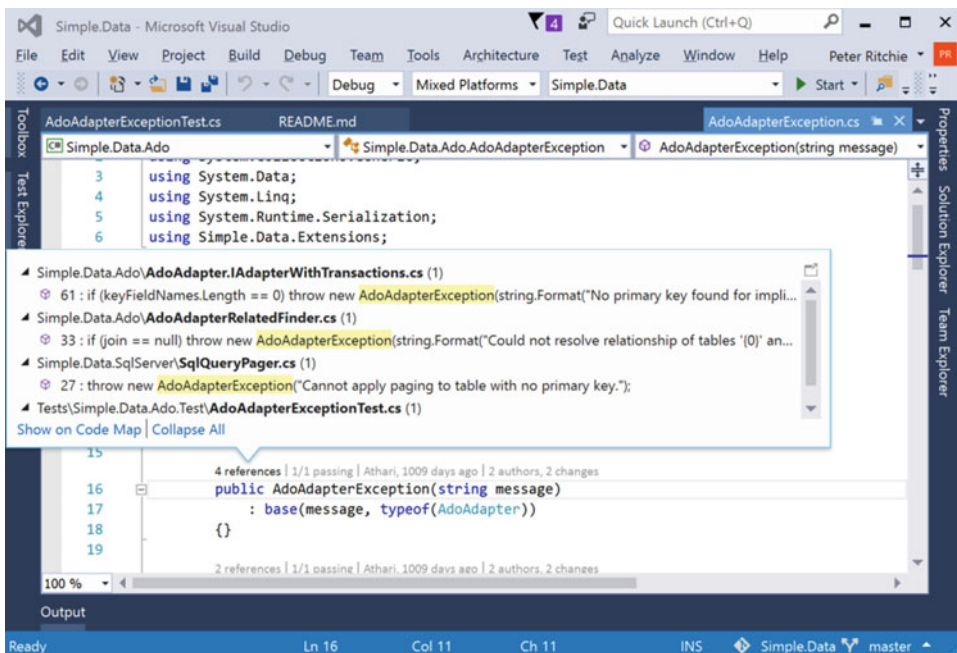 Simple.Data - Microsoft Visual Studio
4
Quick Launch (Ctrl+Q)
File Edit View Project Build Debug Team Tools Architecture Test Analyze Window Help Peter Ritchie PR
Debug Mixed Platforms Simple.Data Start
Toolbox
Test Explorer
AdoAdapterExceptionTest.cs README.md AdoAdapterException.cs
Simple.Data.Ado Simple.Data.Ado.AdoAdapterException AdoAdapterException(string message)
3 using System.Data;
4 using System.Linq;
5 using System.Runtime.Serialization;
6 using Simple.Data.Extensions;
Simple.Data.Ado\AdoAdapter.IAdapterWithTransactions.cs (1)
61 : if (keyFieldNames.Length == 0) throw new AdoAdapterException(string.Format("No primary key found for impli...
Simple.Data.Ado\AdoAdapterRelatedFinder.cs (1)
33 : if (join == null) throw new AdoAdapterException(string.Format("Could not resolve relationship of tables '{0}' an...
Simple.Data.SqlServer\SqlQueryPager.cs (1)
27 : throw new AdoAdapterException("Cannot apply paging to table with no primary key.");
Tests\Simple.Data.Ado.Test\AdoAdapterExceptionTest.cs (1)
Show on Code Map | Collapse All
15
4 references | 1/1 passing | Athari, 1009 days ago | 2 authors, 2 changes
16 public AdoAdapterException(string message)
17 : base(message, typeof(AdoAdapter))
18 {}
19
2 references | 1/1 passing | Athari, 1009 days ago | 2 authors, 2 changes
100 %
Properties
Solution Explorer
Team Explorer
Output
Ready Ln 16 Col 11 Ch 11 INS Simple.Data master